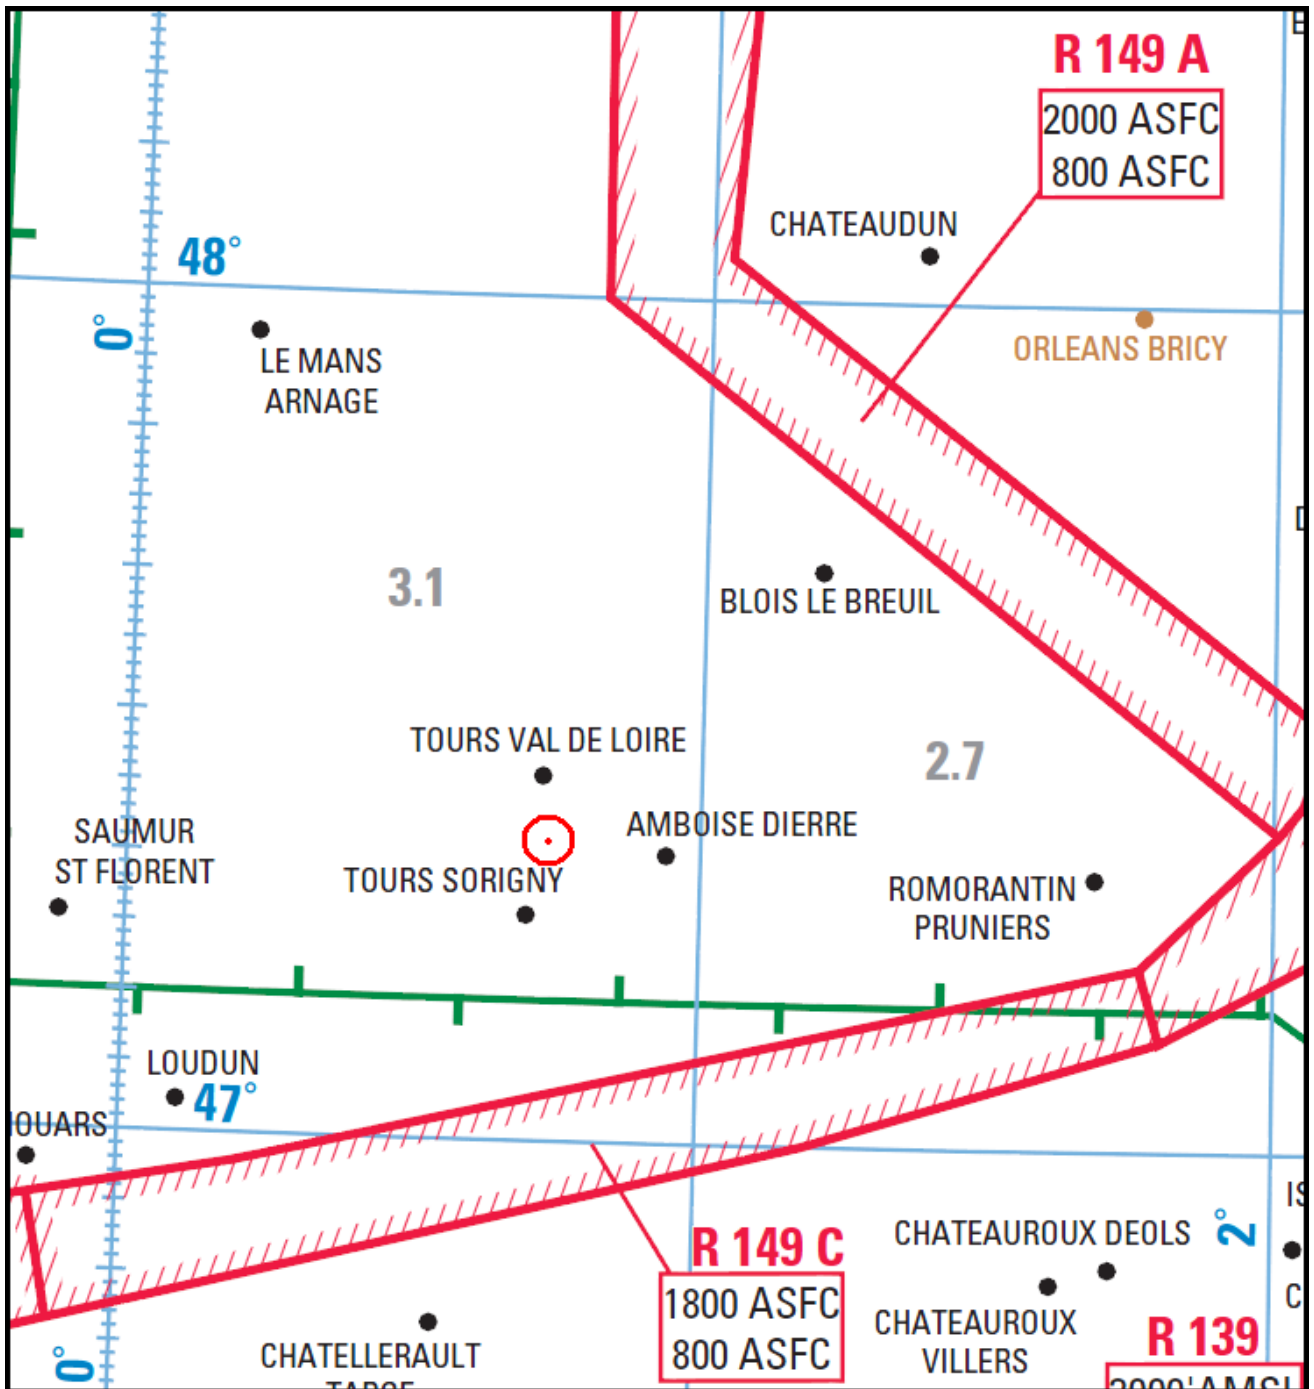 R 149 A
2000 ASFC
800 ASFC
CHATEAUDUN
48°
0°
LE MANS
ARNAGE
ORLEANS BRICY
3.1
BLOIS LE BREUIL
TOURS VAL DE LOIRE
2.7
SAUMUR
ST FLORENT
AMBOISE DIERRE
TOURS SORIGNY
ROMORANTIN
PRUNIERS
LOUDUN
47°
OUARS
R 149 C
1800 ASFC
800 ASFC
CHATEAUROUX DEOLS
2°
IS
C
CHATEAUROUX
VILLERS
R 139
0°
CHATELLERAULT